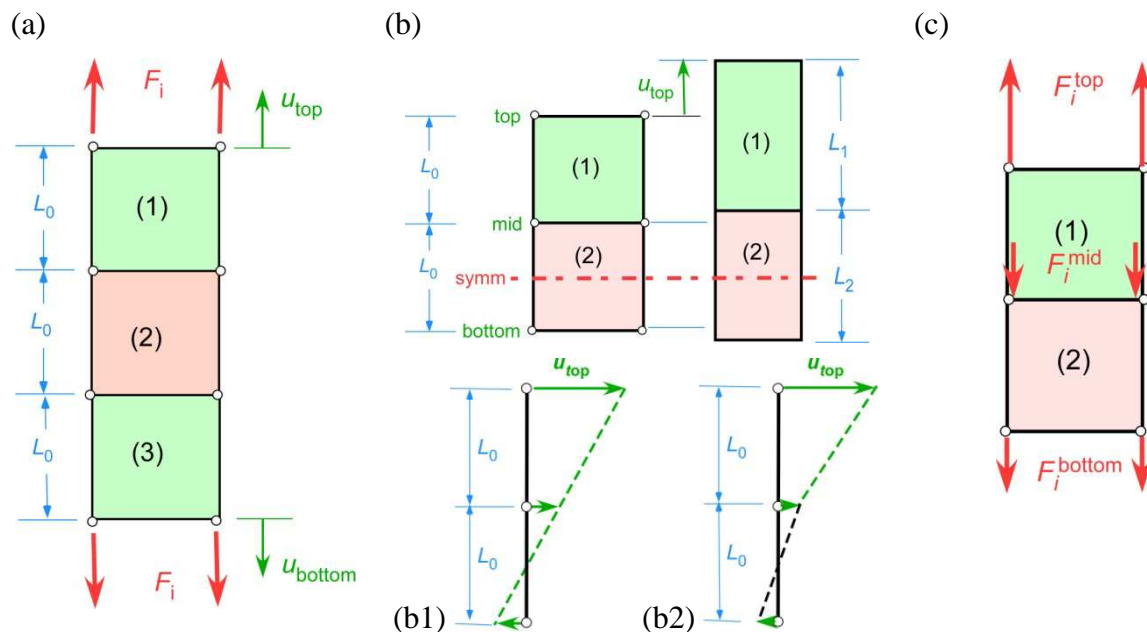 (a)
F_i
u_top
L_0
(1)
L_0
(2)
L_0
(3)
F_i
u_bottom
(b)
u_top
top
L_0
(1)
(1)
L_1
mid
L_0
(2)
(2)
symm
L_2
bottom
u_top
L_0
L_0
(b1)
u_top
L_0
L_0
(b2)
(c)
F_i^top
(1)
F_i^mid
(2)
F_i^bottom